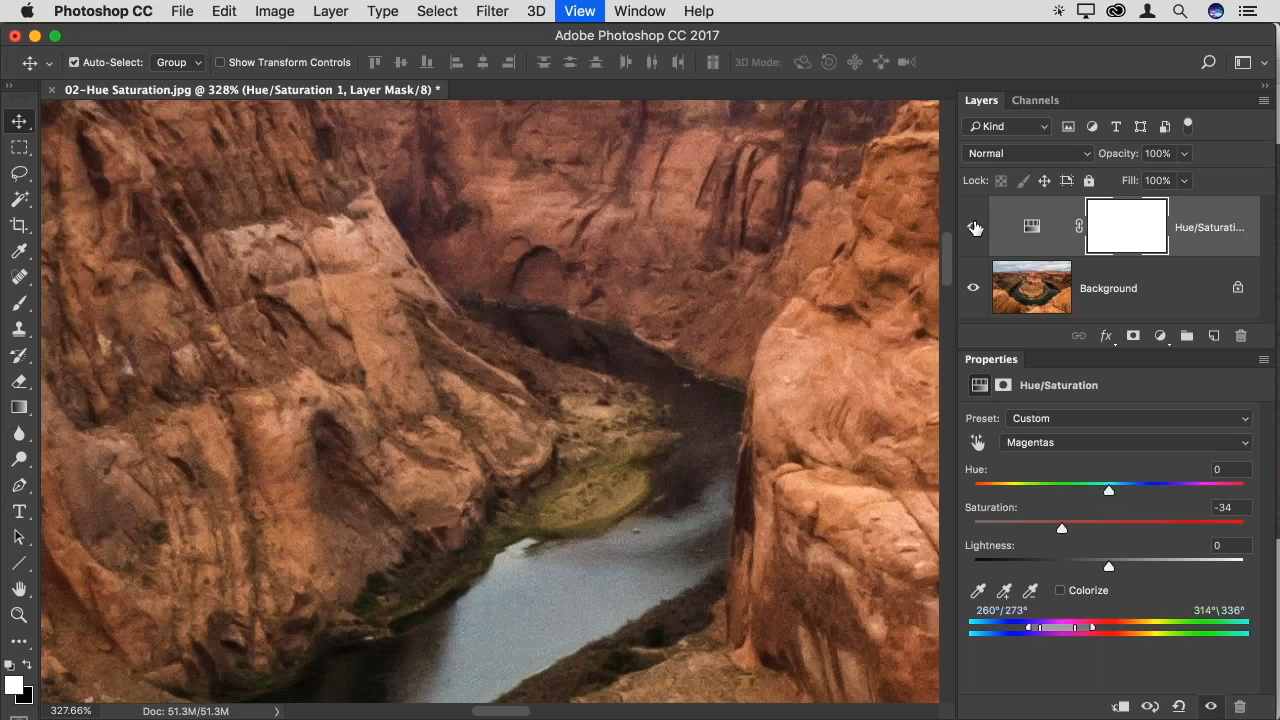 Photoshop CC File Edit Image Layer Type Select Filter 3D View Window Help
Adobe Photoshop CC 2017
Auto-Select: Group Show Transform Controls 3D Mode:
02-Hue Saturation.jpg @ 328% (Hue/Saturation 1, Layer Mask/8) *
Layers Channels
Kind
Normal Opacity: 100%
Lock: Fill: 100%
Hue/Saturati...
Background
fx
Properties
Hue/Saturation
Preset: Custom
Magentas
Hue: 0
Saturation: -34
Lightness: 0
Colorize
260°/273° 314°\336°
327.66% Doc: 51.3M/51.3M